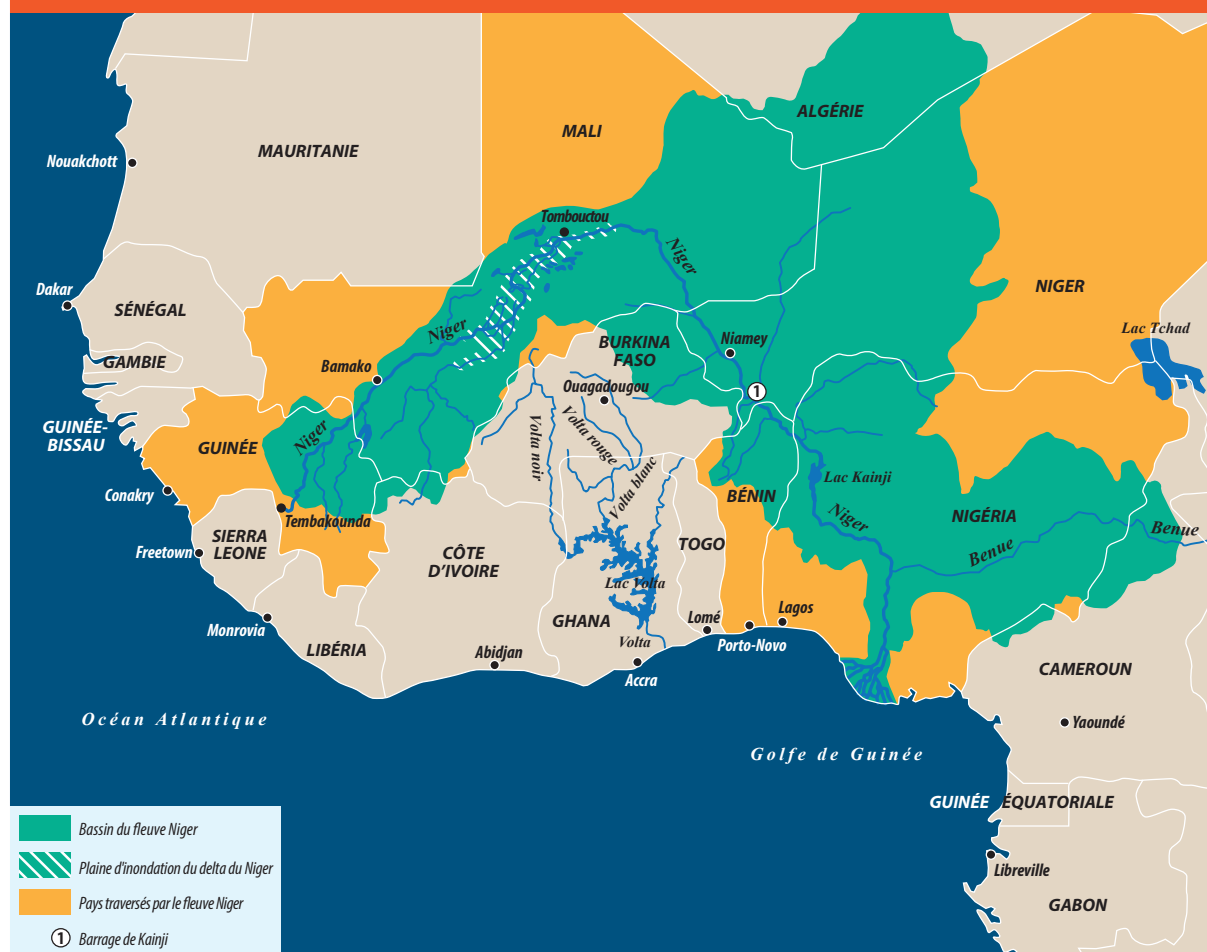 ALGÉRIE
MALI
MAURITANIE
Nouakchott
Tombouctou
Niger
NIGER
Dakar
SÉNÉGAL
Lac Tchad
Niger
BURKINA
FASO
Niamey
GAMBIE
Bamako
1
Ouagadougou
GUINÉE-
BISSAU
GUINÉE
Niger
Volta noir
Volta rouge
Volta blanc
Lac Kainji
BÉNIN
Conakry
Tembakounda
Niger
NIGÉRIA
Benue
Benue
SIERRA
LEONE
Freetown
CÔTE
D'IVOIRE
TOGO
Lac Volta
GHANA
Lomé
Lagos
Monrovia
LIBÉRIA
Abidjan
Volta
Porto-Novo
Accra
CAMEROUN
Océan Atlantique
Yaoundé
Golfe de Guinée
GUINÉE ÉQUATORIALE
Libreville
GABON
Bassin du fleuve Niger
Plaine d'inondation du delta du Niger
Pays traversés par le fleuve Niger
1 Barrage de Kainji